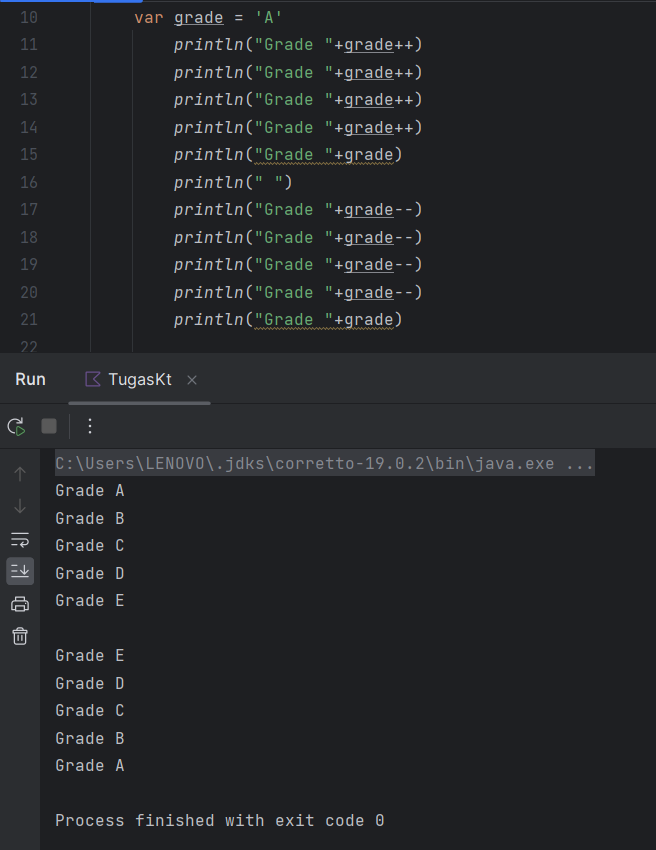 10 var grade = 'A'
11 println("Grade "+grade++)
12 println("Grade "+grade++)
13 println("Grade "+grade++)
14 println("Grade "+grade++)
15 println("Grade "+grade)
16 println(" ")
17 println("Grade "+grade--)
18 println("Grade "+grade--)
19 println("Grade "+grade--)
20 println("Grade "+grade--)
21 println("Grade "+grade)
22
Run TugasKt
C:\Users\LENOVO\.jdks\corretto-19.0.2\bin\java.exe ...
Grade A
Grade B
Grade C
Grade D
Grade E
Grade E
Grade D
Grade C
Grade B
Grade A
Process finished with exit code 0